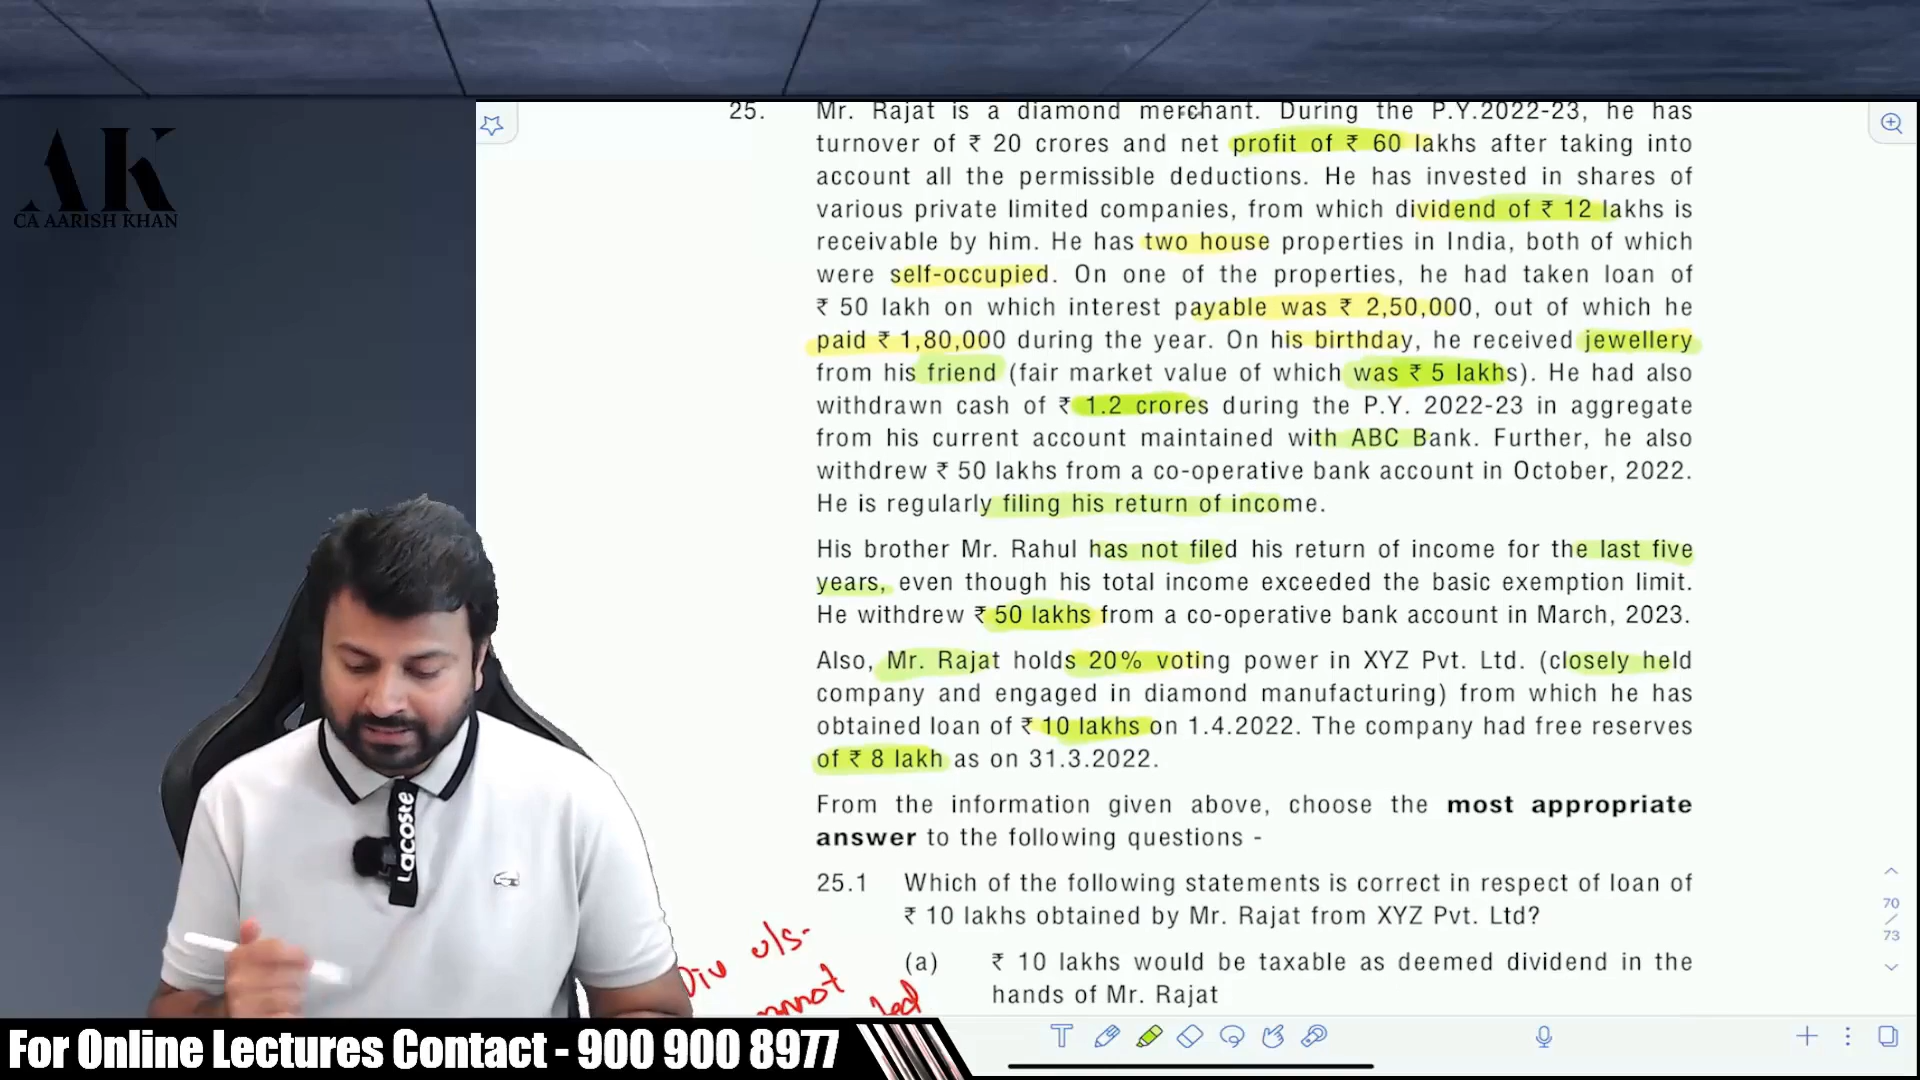 AK
CA AARISH KHAN
25. Mr. Rajat is a diamond merchant. During the P.Y.2022-23, he has
turnover of ₹ 20 crores and net profit of ₹ 60 lakhs after taking into
account all the permissible deductions. He has invested in shares of
various private limited companies, from which dividend of ₹ 12 lakhs is
receivable by him. He has two house properties in India, both of which
were self-occupied. On one of the properties, he had taken loan of
₹ 50 lakh on which interest payable was ₹ 2,50,000, out of which he
paid ₹ 1,80,000 during the year. On his birthday, he received jewellery
from his friend (fair market value of which was ₹ 5 lakhs). He had also
withdrawn cash of ₹ 1.2 crores during the P.Y. 2022-23 in aggregate
from his current account maintained with ABC Bank. Further, he also
withdrew ₹ 50 lakhs from a co-operative bank account in October, 2022.
He is regularly filing his return of income.
His brother Mr. Rahul has not filed his return of income for the last five
years, even though his total income exceeded the basic exemption limit.
He withdrew ₹ 50 lakhs from a co-operative bank account in March, 2023.
Also, Mr. Rajat holds 20% voting power in XYZ Pvt. Ltd. (closely held
company and engaged in diamond manufacturing) from which he has
obtained loan of ₹ 10 lakhs on 1.4.2022. The company had free reserves
of ₹ 8 lakh as on 31.3.2022.
From the information given above, choose the most appropriate
answer to the following questions -
25.1 Which of the following statements is correct in respect of loan of
₹ 10 lakhs obtained by Mr. Rajat from XYZ Pvt. Ltd?
(a) ₹ 10 lakhs would be taxable as deemed dividend in the
hands of Mr. Rajat
Div u/s-
70
/
73
Lacoste
T
For Online Lectures Contact - 900 900 8977